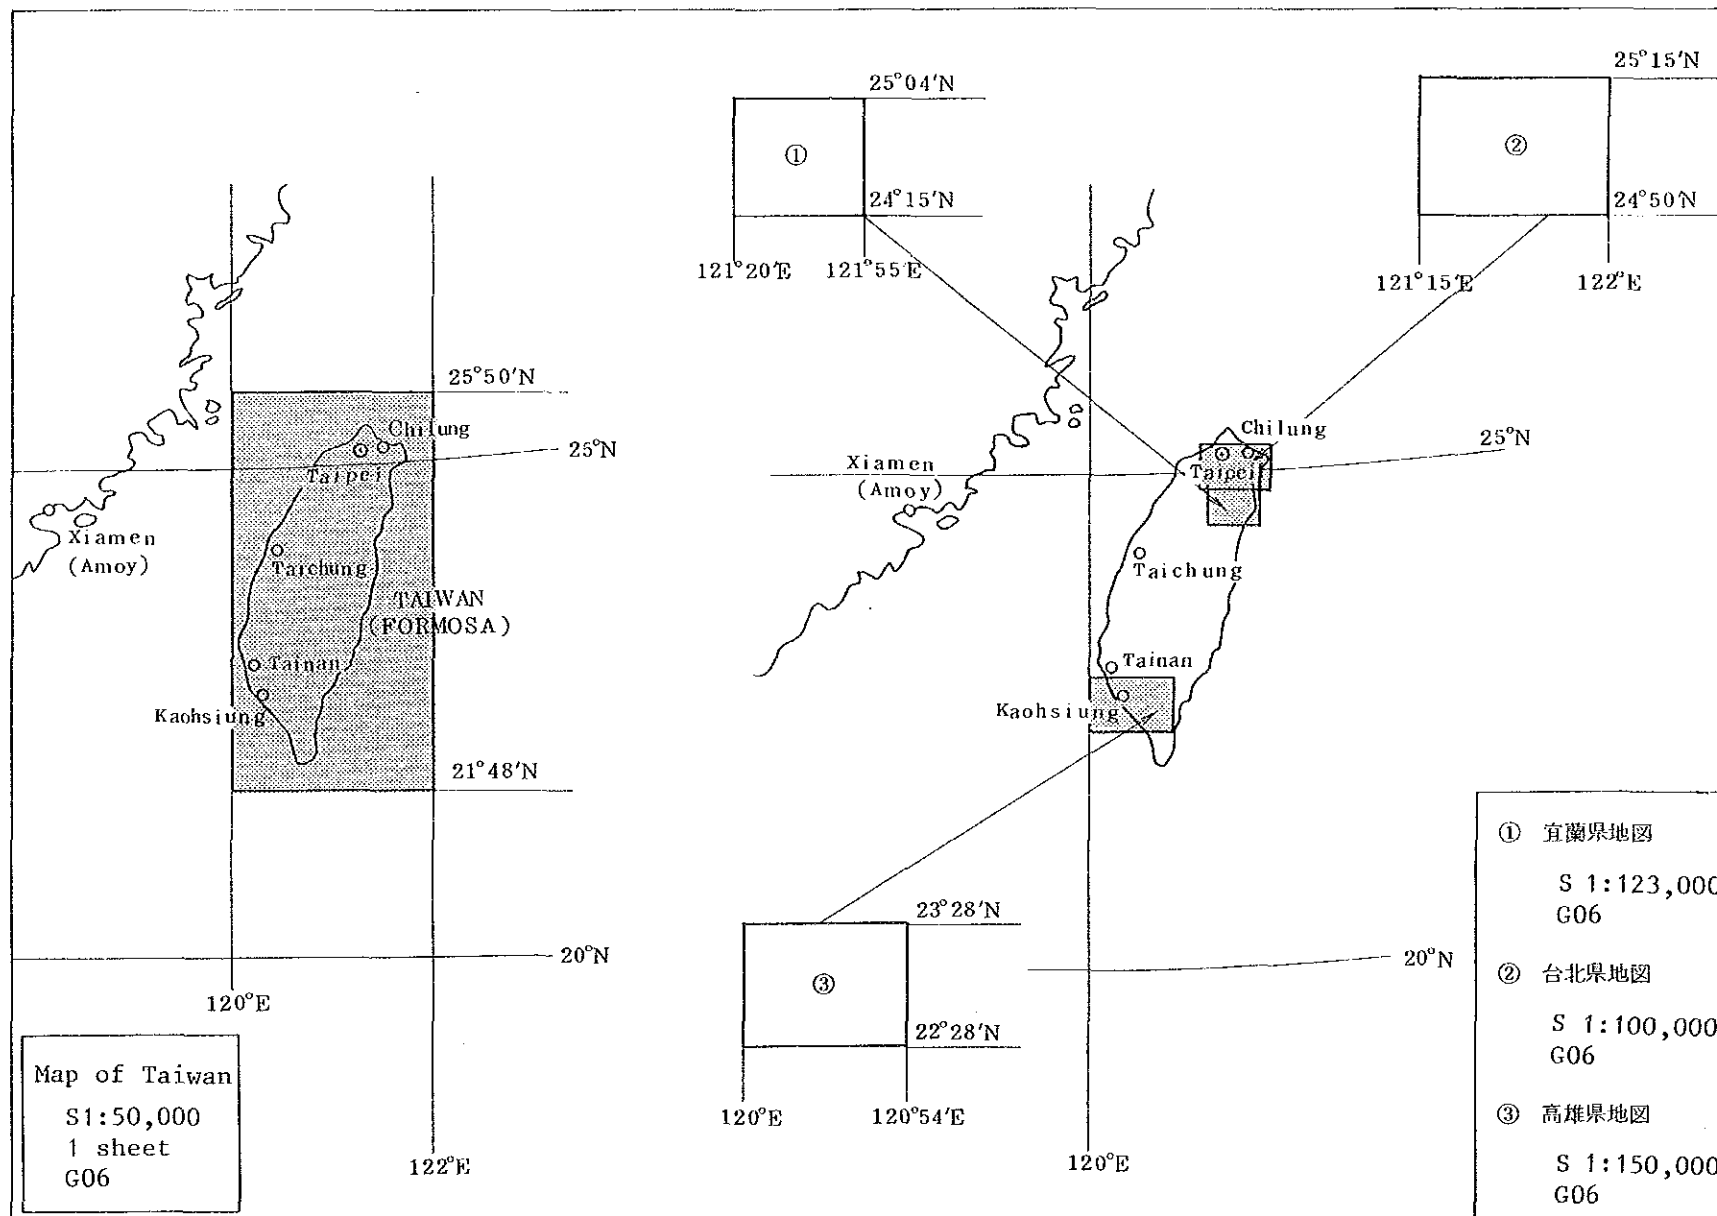 25°50′N
Chilung
25°N
Taipei
Xiamen
(Amoy)
Taichung
TAIWAN
(FORMOSA)
Tainan
Kaohsiung
21°48′N
20°N
120°E
122°E
Map of Taiwan
S1:50,000
1 sheet
G06
25°04′N
①
24°15′N
121°20′E
121°55′E
25°15′N
②
24°50′N
121°15′E
122°E
Chilung
25°N
Xiamen
(Amoy)
Taipei
Taichung
Tainan
Kaohsiung
23°28′N
③
22°28′N
120°E
120°54′E
20°N
120°E
① 宜蘭県地図
S 1:123,000
G06
② 台北県地図
S 1:100,000
G06
③ 高雄県地図
S 1:150,000
G06